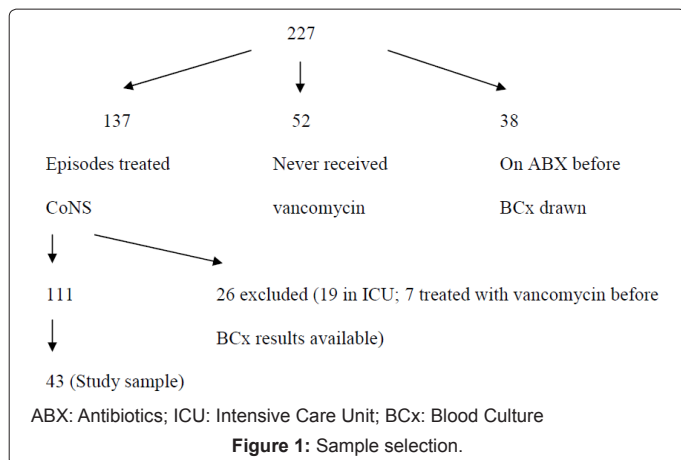 227
137 52 38
Episodes treated Never received On ABX before
CoNS vancomycin BCx drawn
111 26 excluded (19 in ICU; 7 treated with vancomycin before
BCx results available)
43 (Study sample)
ABX: Antibiotics; ICU: Intensive Care Unit; BCx: Blood Culture
Figure 1: Sample selection.